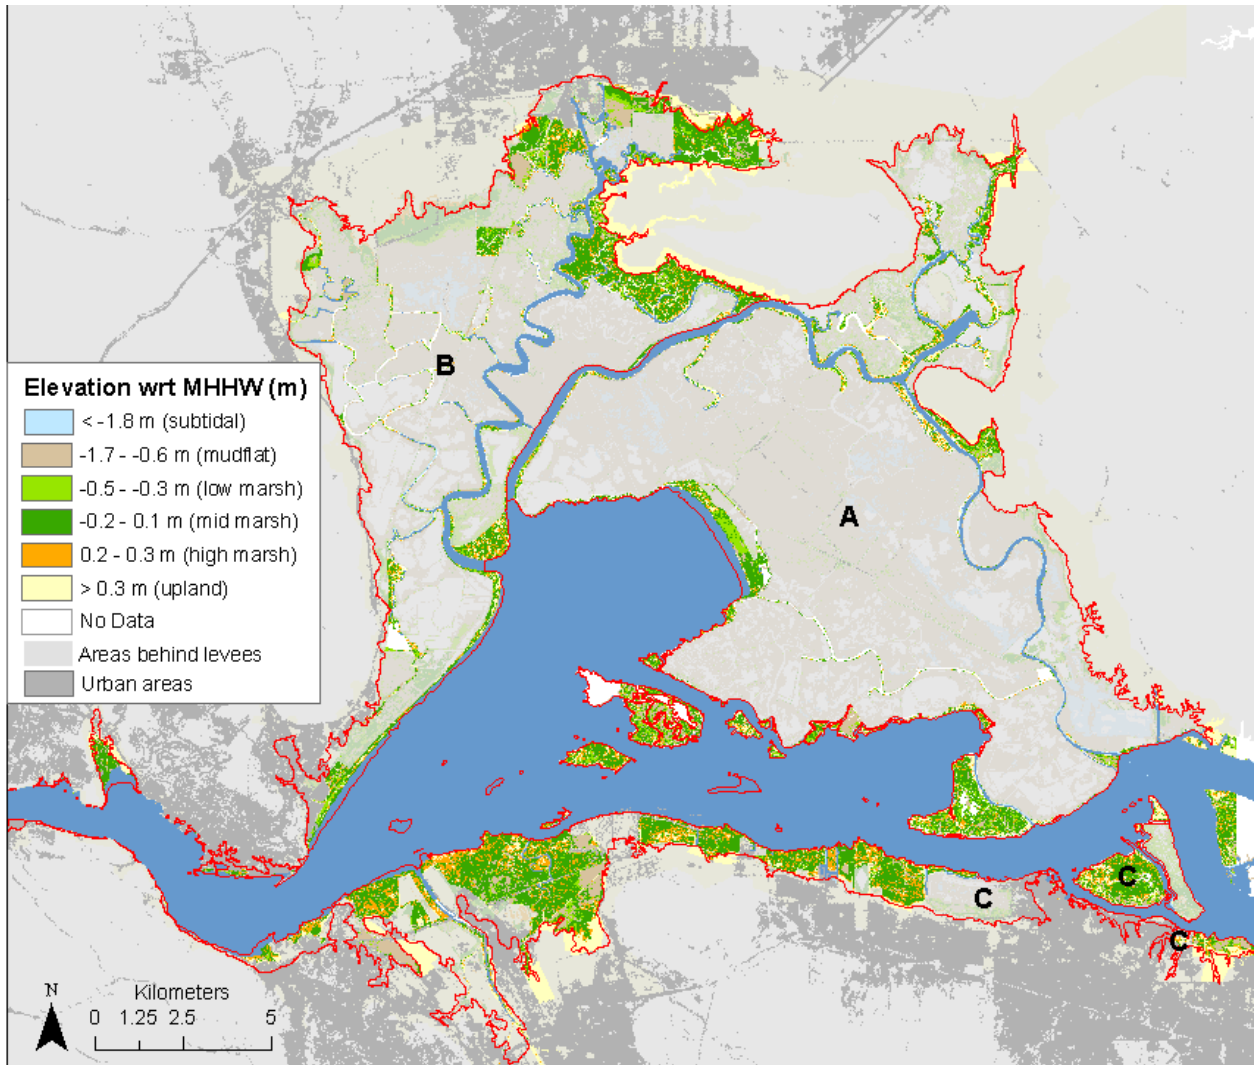 B
A
Elevation wrt MHHW (m)
< -1.8 m (subtidal)
-1.7 - -0.6 m (mudflat)
-0.5 - -0.3 m (low marsh)
-0.2 - 0.1 m (mid marsh)
0.2 - 0.3 m (high marsh)
> 0.3 m (upland)
No Data
Areas behind levees
Urban areas
C
C
C
N
Kilometers
0 1.25 2.5 5